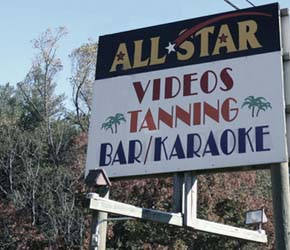 ALL STAR
VIDEOS
TANNING
BAR/KARAOKE